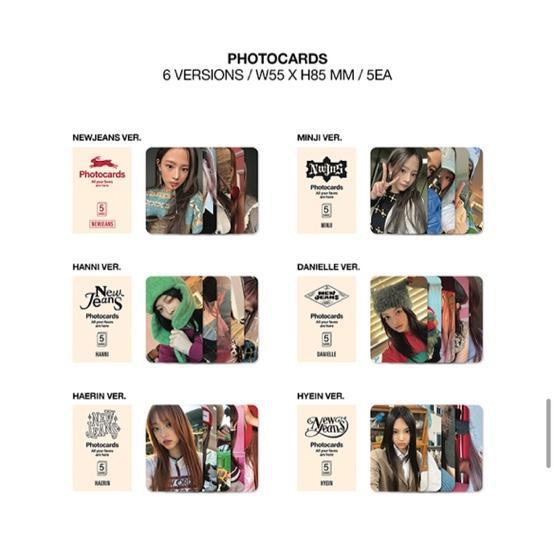 PHOTOCARDS
6 VERSIONS / W55 X H85 MM / 5EA
NEWJEANS VER.
Photocards
All your faves
are here
5
NEWJEANS
MINJI VER.
NwJnS
Photocards
All your faves
are here
5
MINJI
HANNI VER.
New
Jeans
Photocards
All your faves
are here
5
HANNI
DANIELLE VER.
NEW
JEANS
Photocards
All your faves
are here
5
DANIELLE
HAERIN VER.
NEW
JEANS
Photocards
All your faves
are here
5
HAERIN
HYEIN VER.
New
Jeans
Photocards
All your faves
are here
5
HYEIN